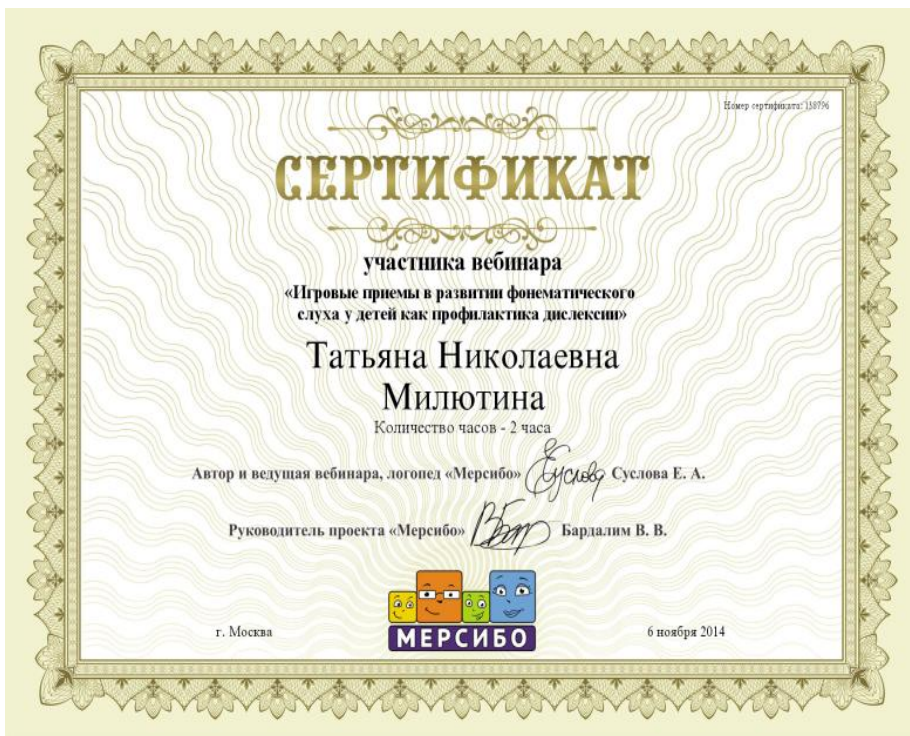 Номер сертификата: 138796
СЕРТИФИКАТ
участника вебинара
«Игровые приемы в развитии фонематического
слуха у детей как профилактика дислексии»
Татьяна Николаевна
Милютина
Количество часов - 2 часа
Автор и ведущая вебинара, логопед «Мерсибо» Суслова Е. А.
Руководитель проекта «Мерсибо» Бардалим В. В.
МЕРСИБО
г. Москва
6 ноября 2014